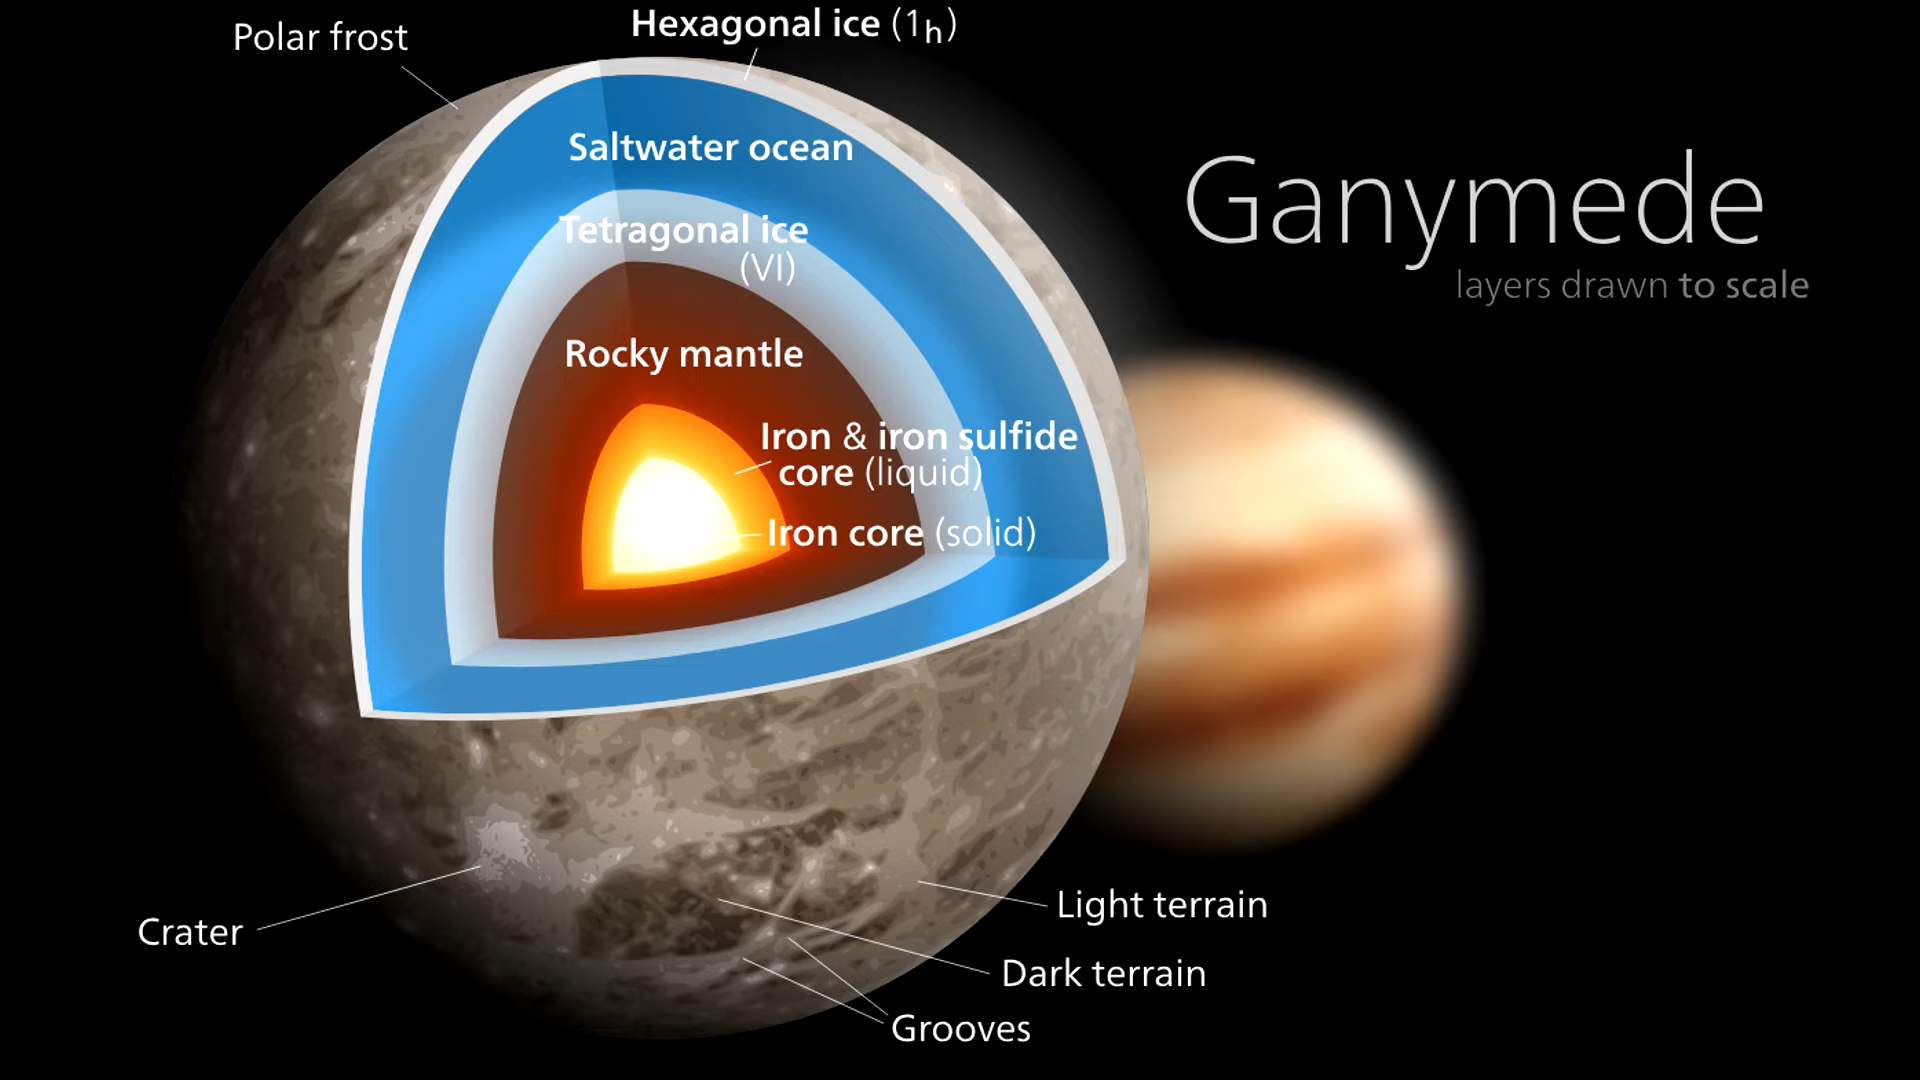 Polar frost
Hexagonal ice (1h)
Saltwater ocean
Tetragonal ice
(VI)
Rocky mantle
Iron & iron sulfide
core (liquid)
Iron core (solid)
Ganymede
layers drawn to scale
Crater
Light terrain
Dark terrain
Grooves